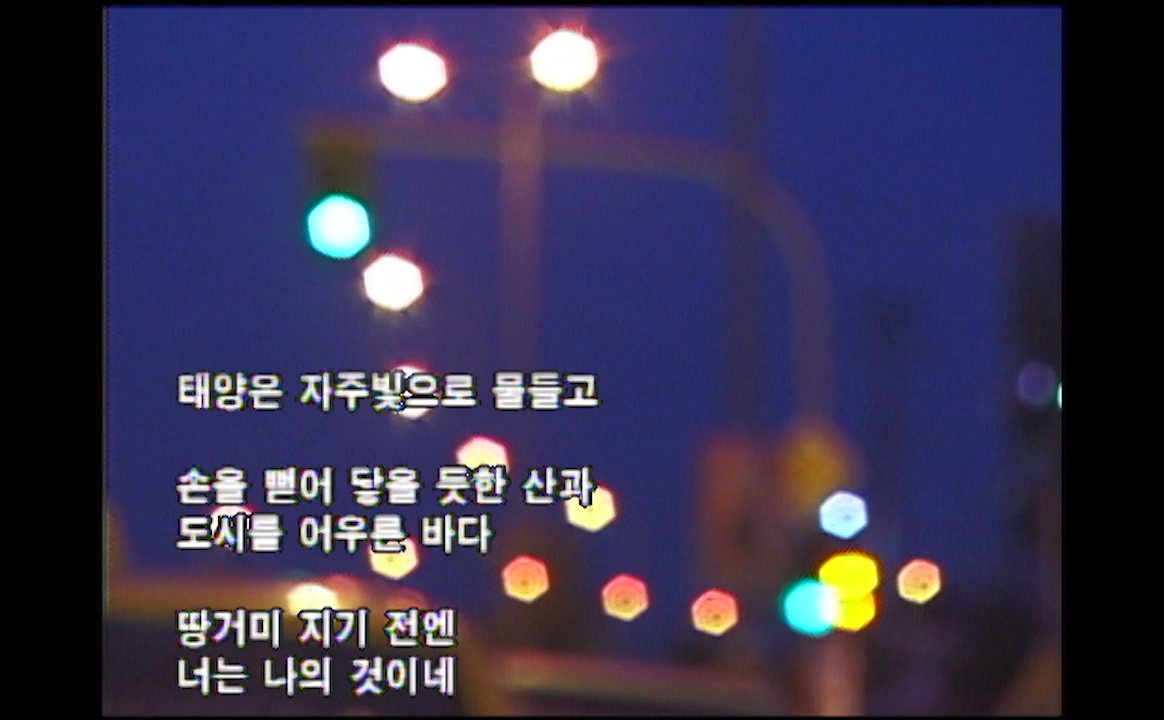 태양은 자주빛으로 물들고
손을 뻗어 닿을 듯한 산과
도시를 어우른 바다
땅거미 지기 전엔
너는 나의 것이네